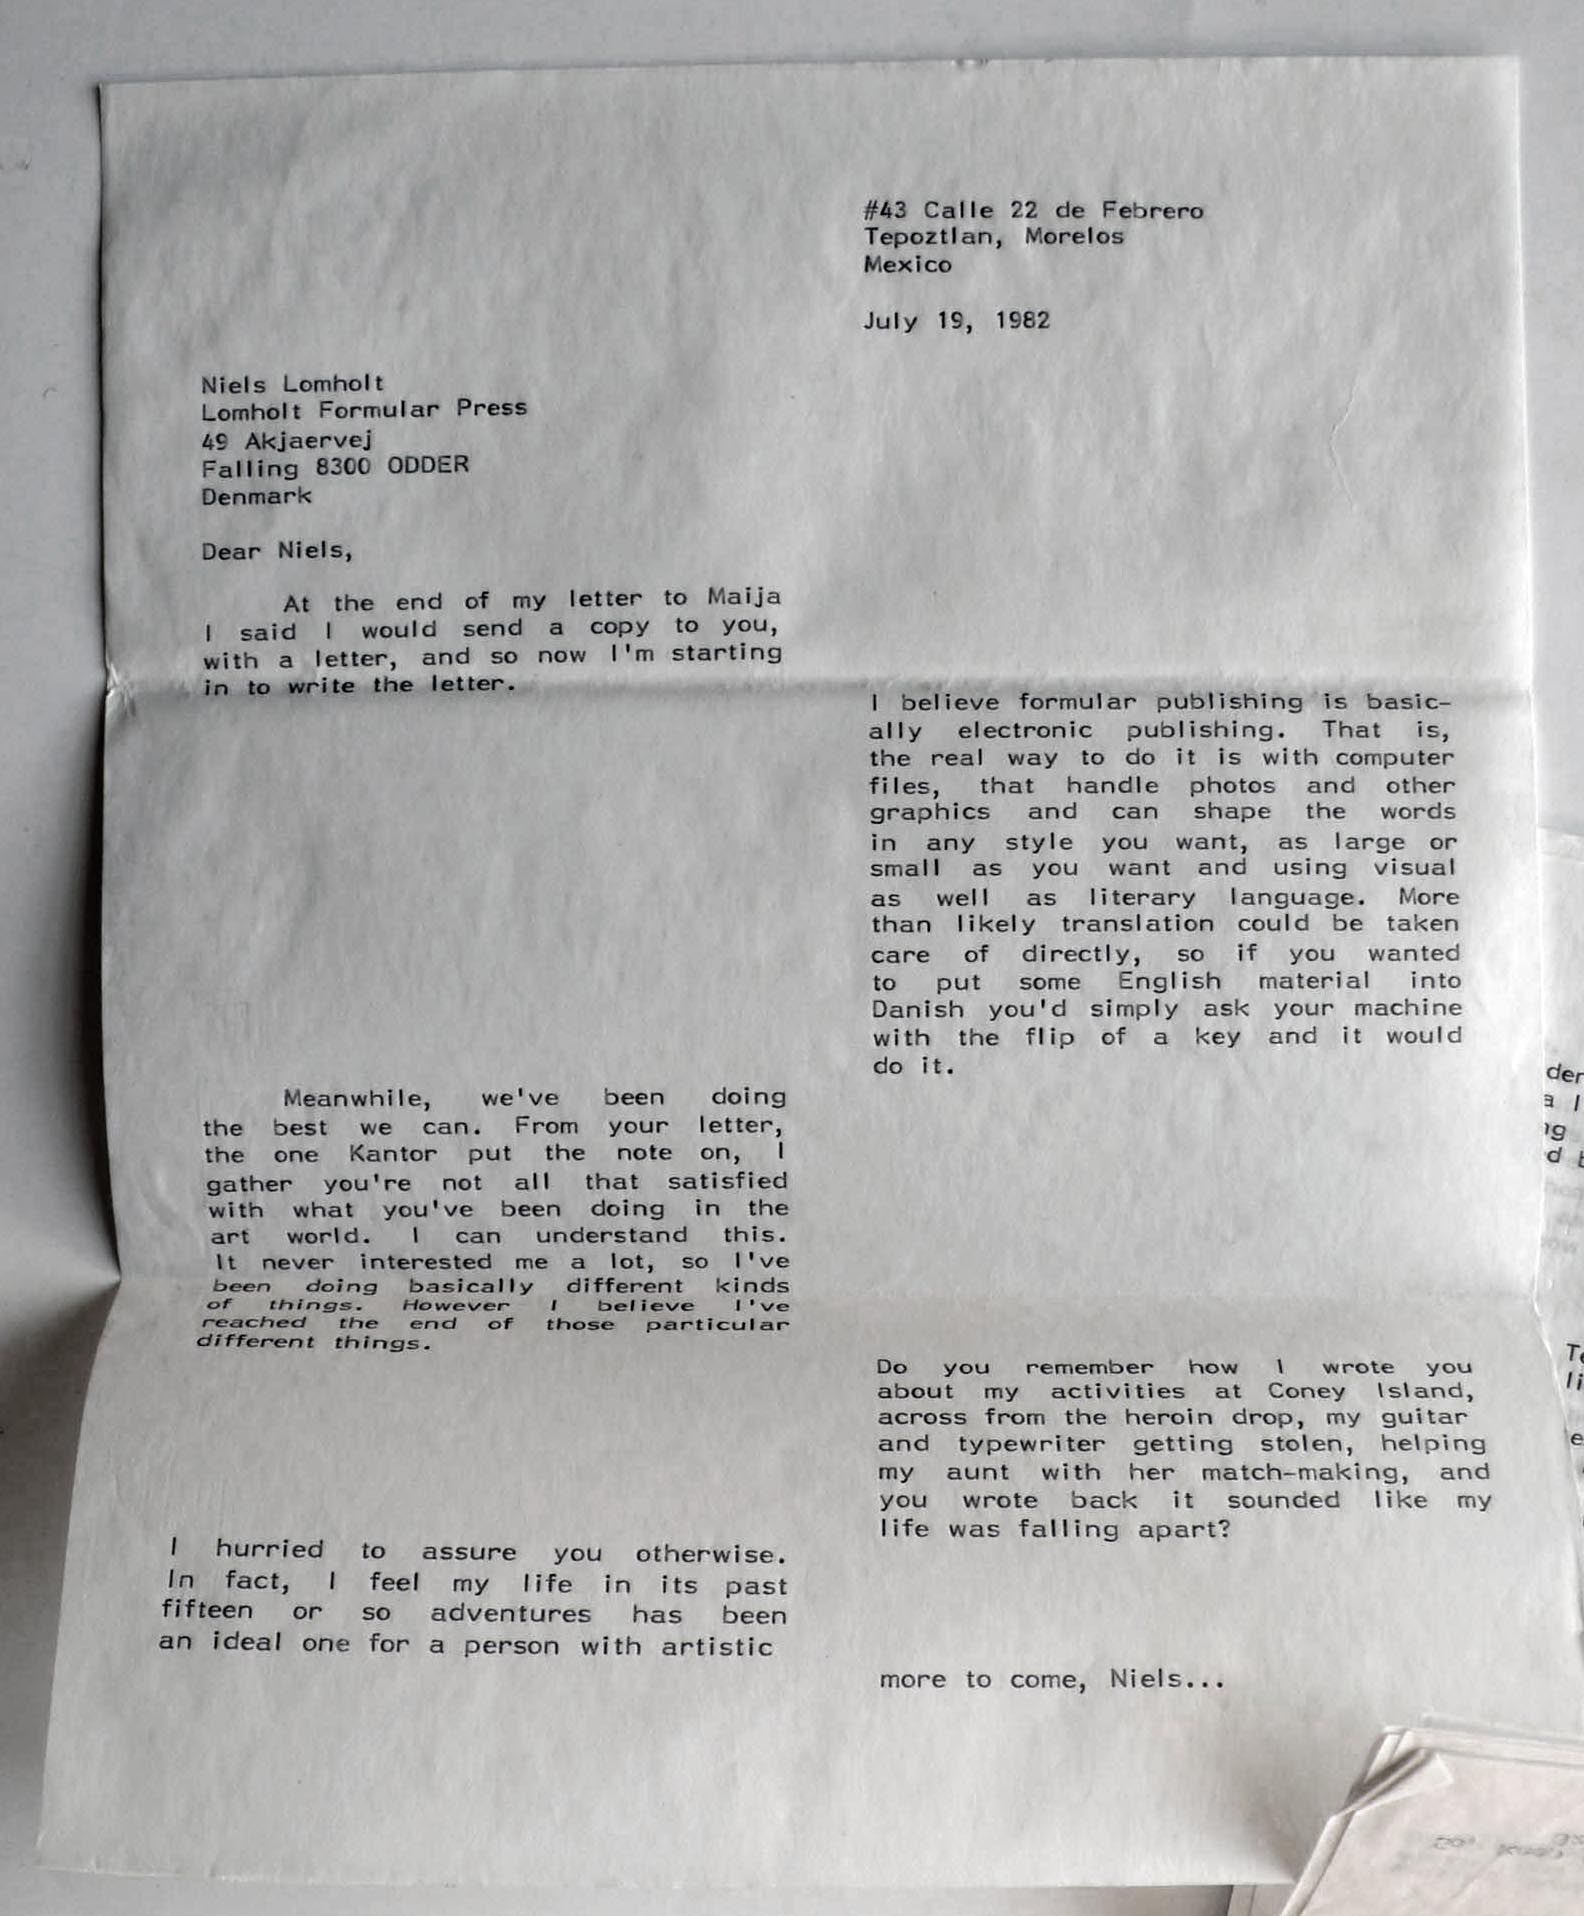 #43 Calle 22 de Febrero
Tepoztlan, Morelos
Mexico
July 19, 1982
Niels Lomholt
Lomholt Formular Press
49 Akjaervej
Falling 8300 ODDER
Denmark
Dear Niels,
At the end of my letter to Maija
I said I would send a copy to you,
with a letter, and so now I'm starting
in to write the letter.
I believe formular publishing is basic-
ally electronic publishing. That is,
the real way to do it is with computer
files, that handle photos and other
graphics and can shape the words
in any style you want, as large or
small as you want and using visual
as well as literary language. More
than likely translation could be taken
care of directly, so if you wanted
to put some English material into
Danish you'd simply ask your machine
with the flip of a key and it would
do it.
Meanwhile, we've been doing
the best we can. From your letter,
the one Kantor put the note on, I
gather you're not all that satisfied
with what you've been doing in the
art world. I can understand this.
It never interested me a lot, so I've
been doing basically different kinds
of things. However I believe I've
reached the end of those particular
different things.
Do you remember how I wrote you
about my activities at Coney Island,
across from the heroin drop, my guitar
and typewriter getting stolen, helping
my aunt with her match-making, and
you wrote back it sounded like my
life was falling apart?
I hurried to assure you otherwise.
In fact, I feel my life in its past
fifteen or so adventures has been
an ideal one for a person with artistic
more to come, Niels...